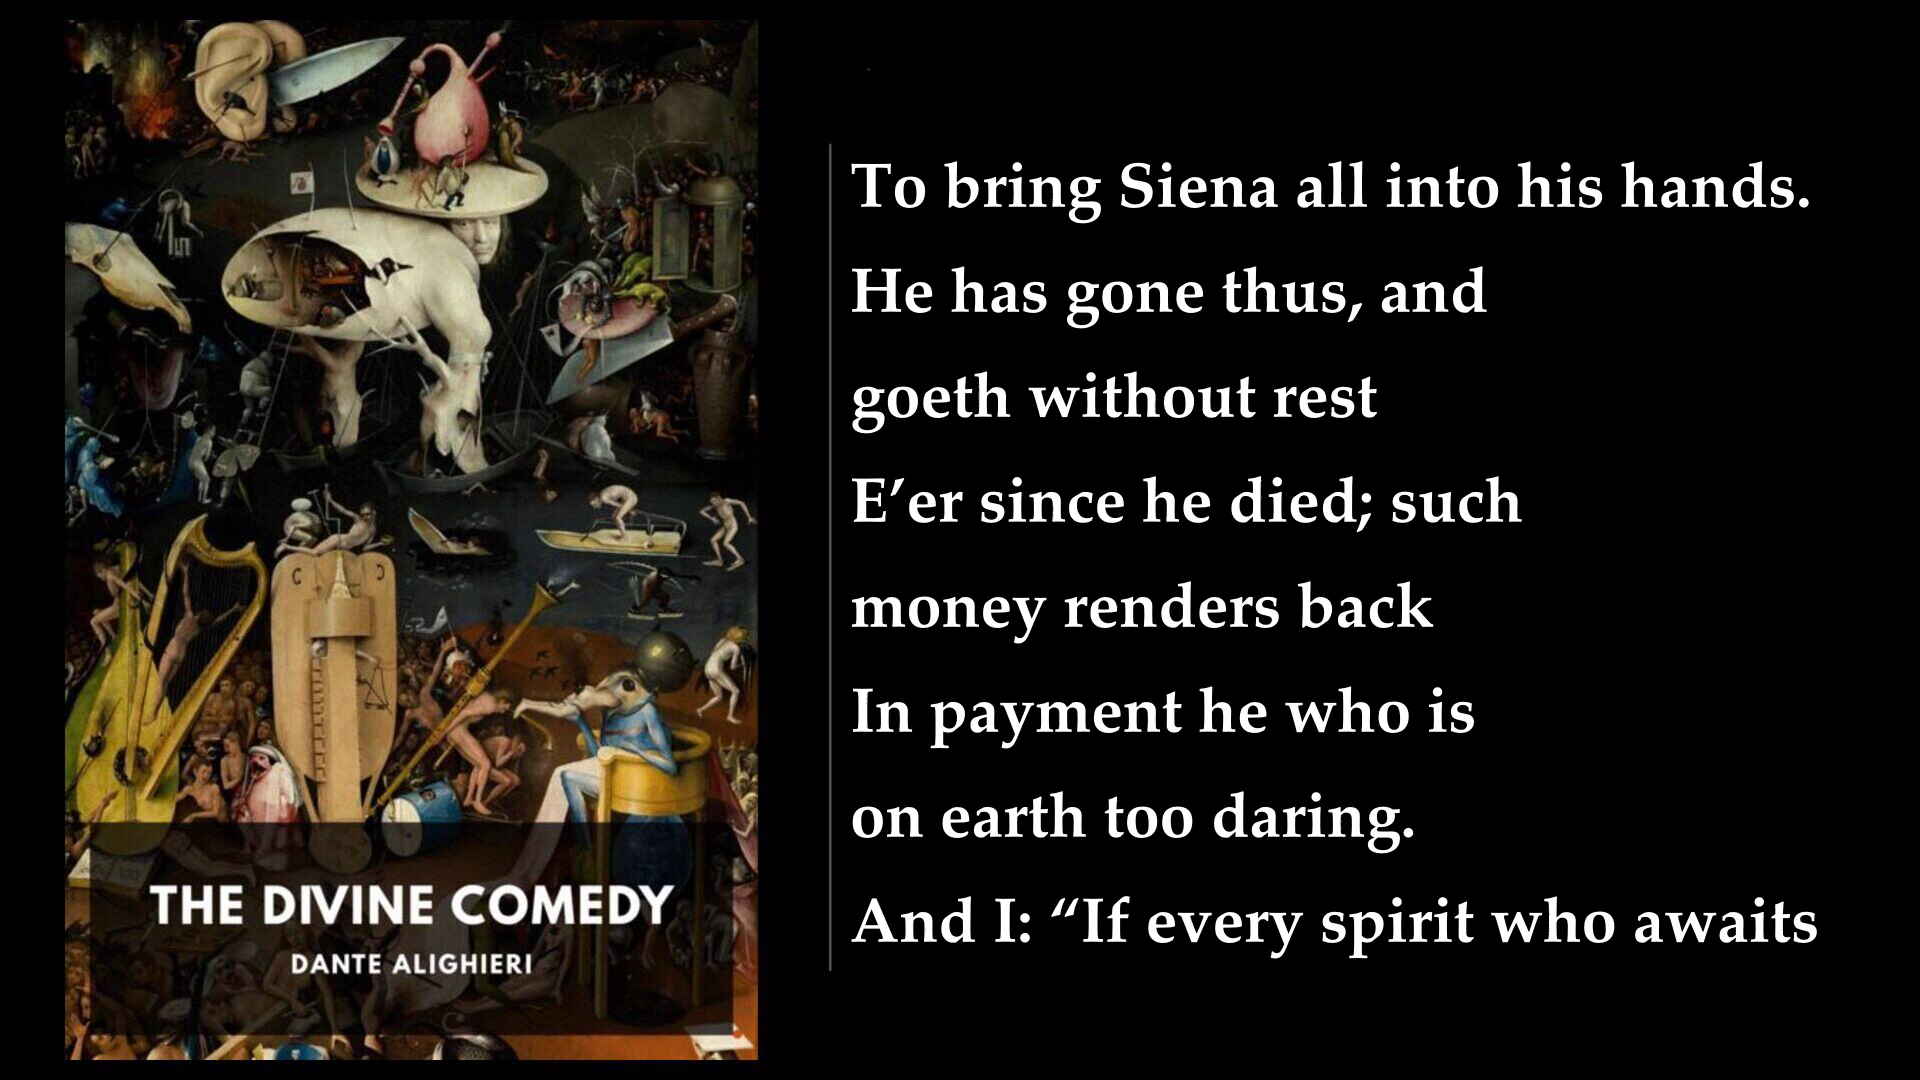 THE DIVINE COMEDY
DANTE ALIGHIERI
To bring Siena all into his hands.
He has gone thus, and
goeth without rest
E’er since he died; such
money renders back
In payment he who is
on earth too daring.
And I: “If every spirit who awaits